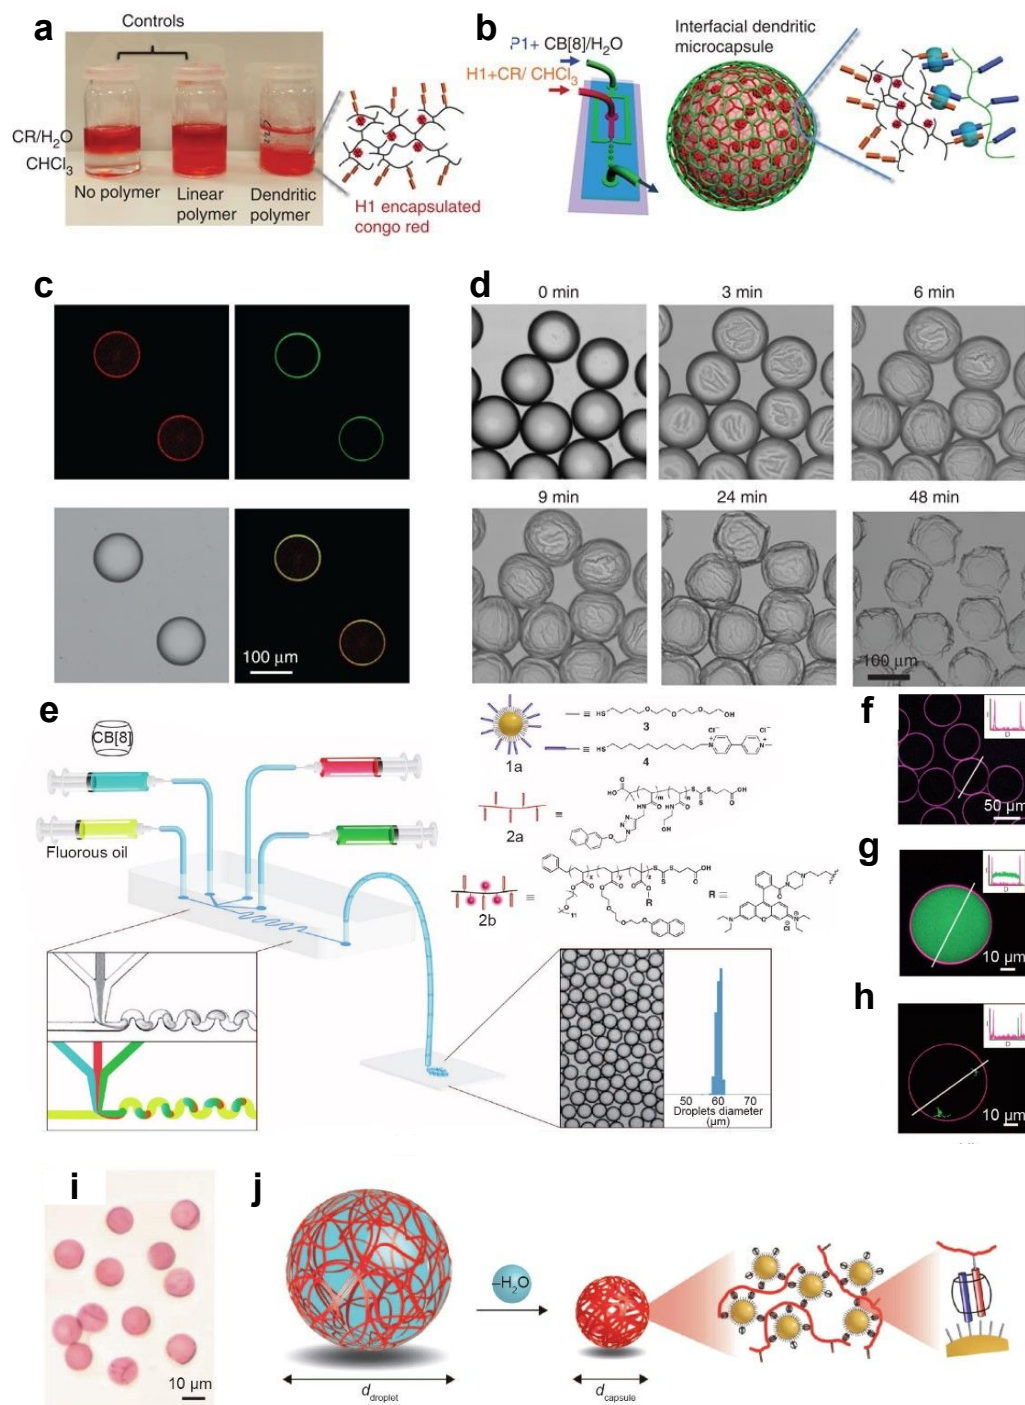 a
Controls
CR/H2O
CHCl3
No polymer
Linear
polymer
Dendritic
polymer
H1 encapsulated
congo red
b
P1+ CB[8]/H2O
H1+CR/ CHCl3
Interfacial dendritic
microcapsule
c
100 μm
d
0 min
3 min
6 min
9 min
24 min
48 min
100 μm
e
CB[8]
Fluorous oil
1a
3
4
2a
2b
R
HS
OH
Cl−
50 60 70
Droplets diameter
(μm)
f
50 μm
g
10 μm
h
10 μm
i
10 μm
j
–H2O
ddroplet
dcapsule